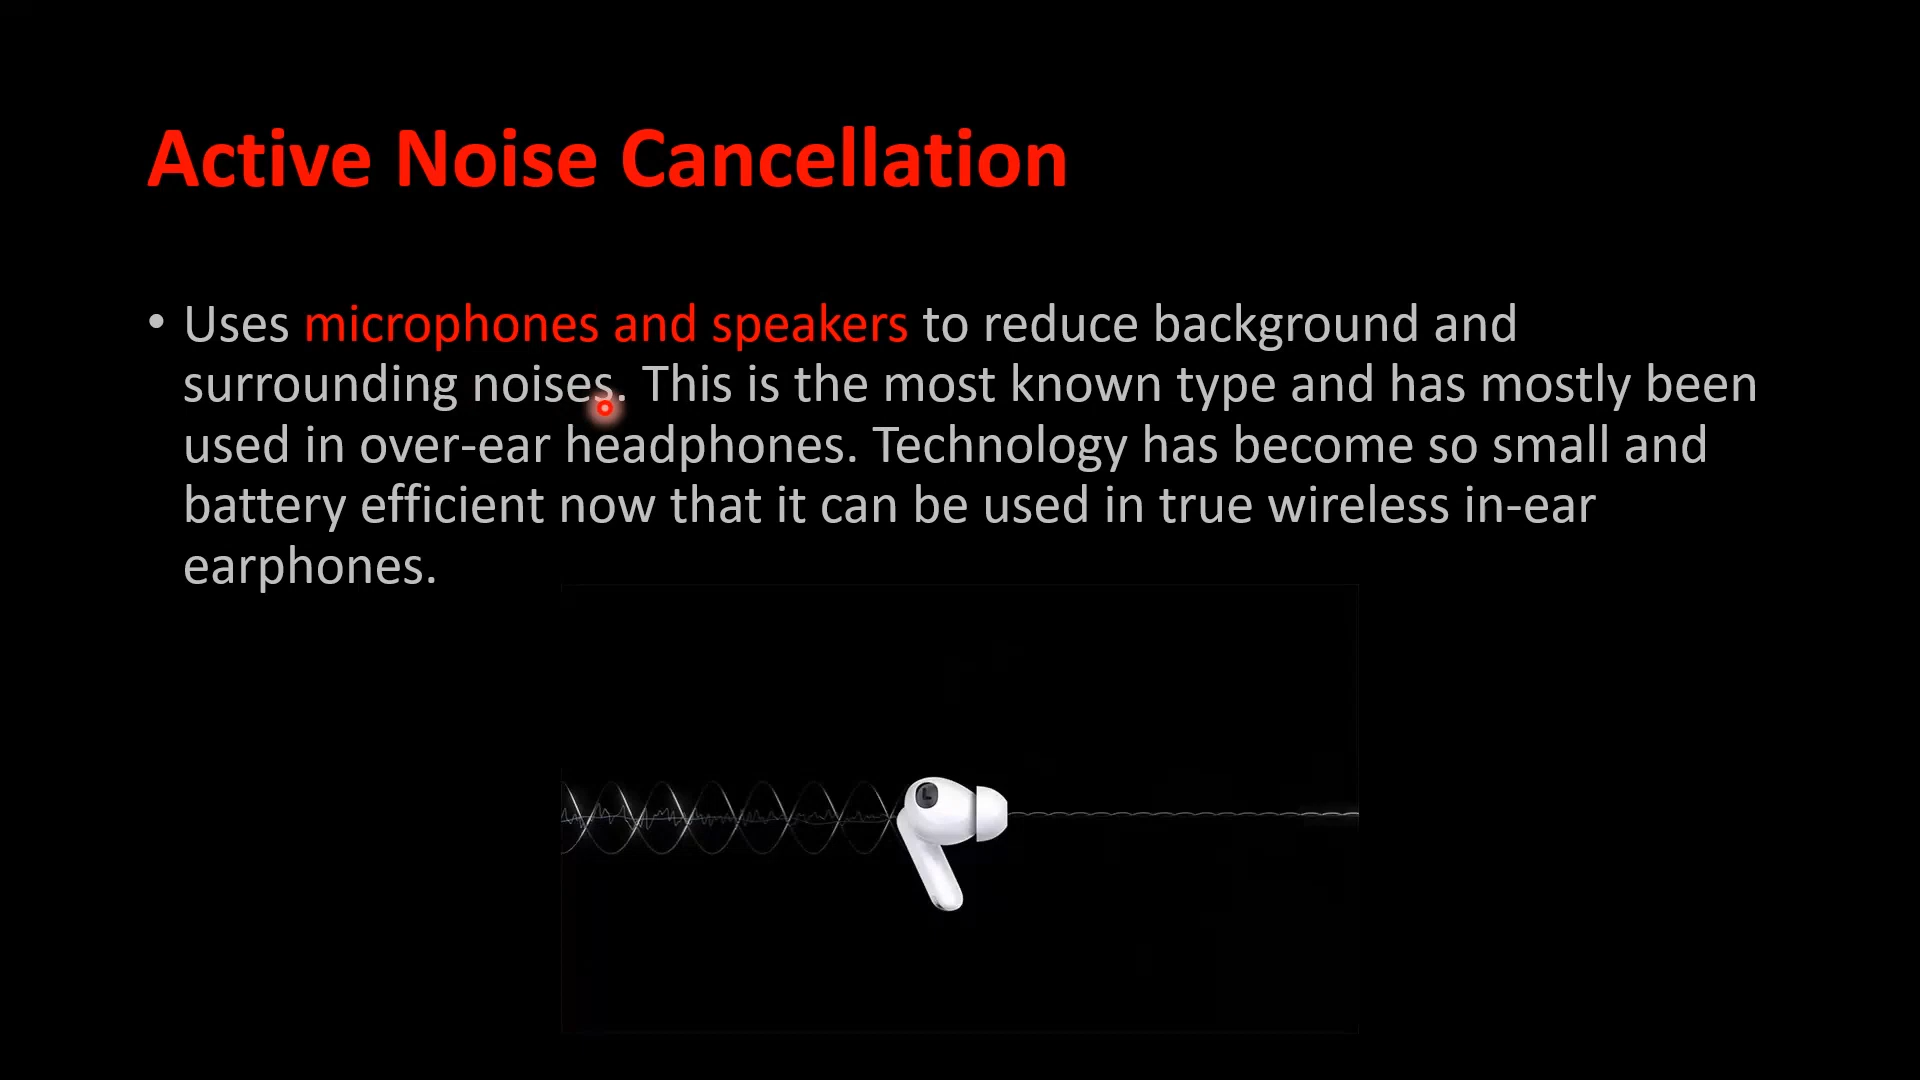 Active Noise Cancellation
• Uses microphones and speakers to reduce background and
surrounding noises. This is the most known type and has mostly been
used in over-ear headphones. Technology has become so small and
battery efficient now that it can be used in true wireless in-ear
earphones.
L